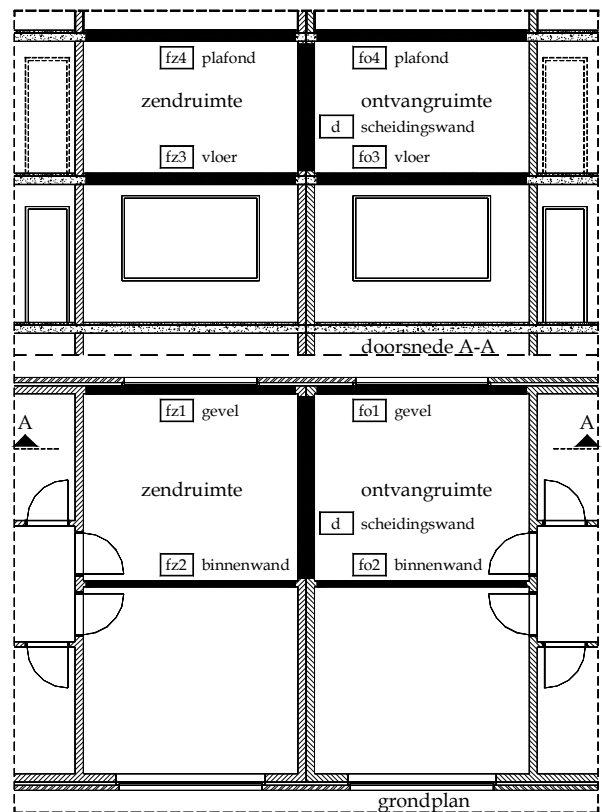 fz4 plafond fo4 plafond
zendruimte ontvangruimte
d scheidingswand
fz3 vloer fo3 vloer
doorsnede A-A
fz1 gevel fo1 gevel
A A
zendruimte ontvangruimte
d scheidingswand
fz2 binnenwand fo2 binnenwand
grondplan